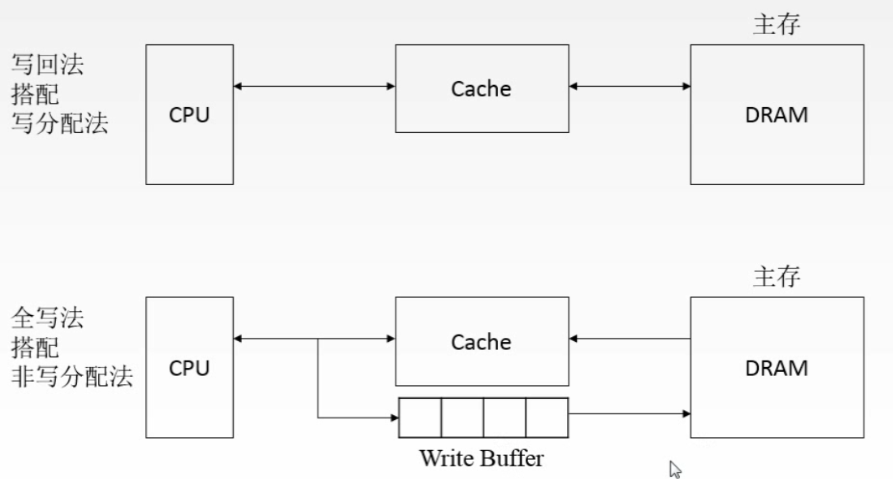 主存
写回法
搭配
写分配法
CPU
Cache
DRAM
主存
全写法
搭配
非写分配法
CPU
Cache
DRAM
Write Buffer